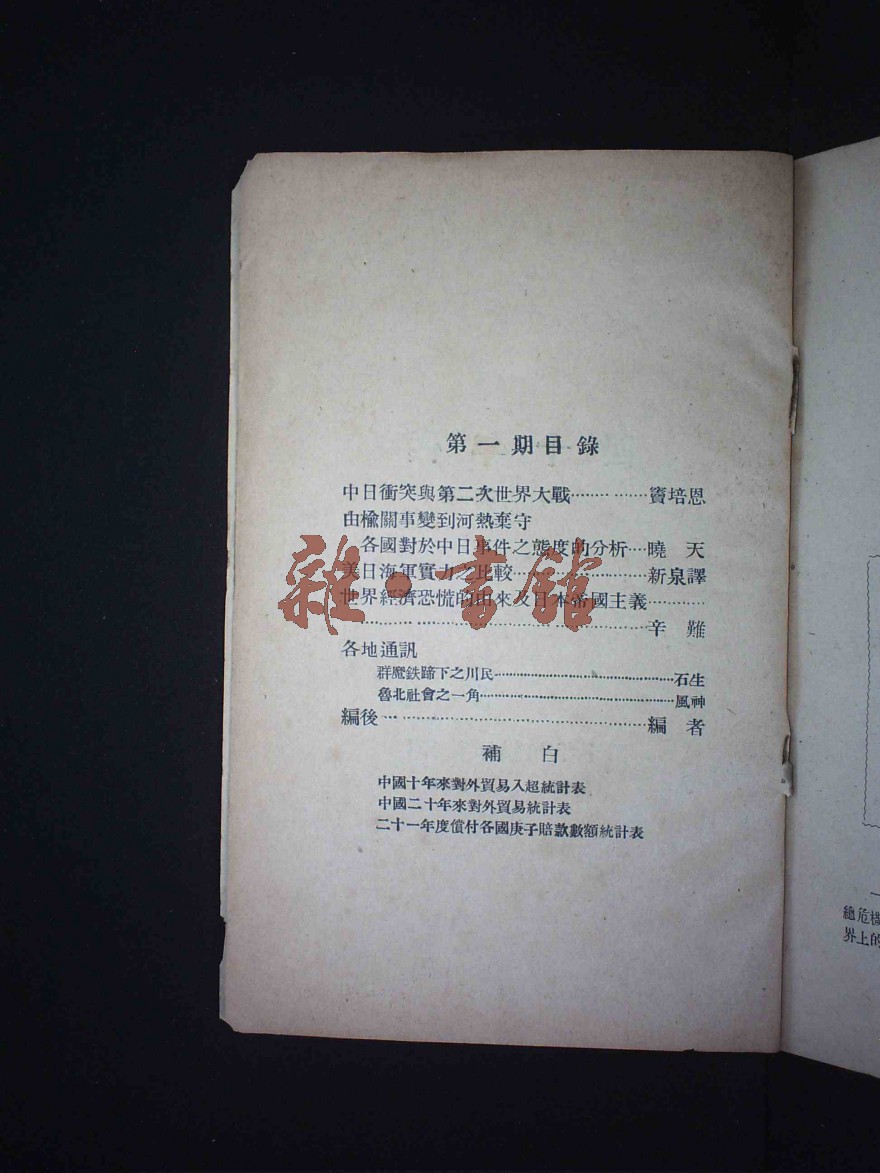 第一期目錄
中日衝突與第二次世界大戰……………竇培恩
由楡關事變到河熱棄守
各國對於中日事件之態度的分析…曉 天
美日海軍實力之比較……………………新泉譯
世界經濟恐慌的由來及日本帝國主義…………
……………………………………………辛 難
各地通訊
群魔鉄蹄下之川民……………………………石生
魯北社會之一角………………………………風神
編後……………………………………編 者
補 白
中國十年來對外貿易入超統計表
中國二十年來對外貿易統計表
二十一年度償付各國庚子賠款數額統計表
雜·書館
一
總危機
界上的